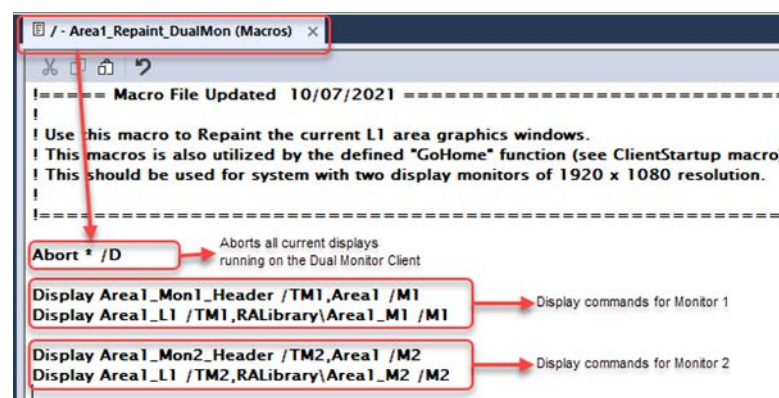 / - Area1_Repaint_DualMon (Macros) ×
!===== Macro File Updated 10/07/2021 ============================
!
! Use this macro to Repaint the current L1 area graphics windows.
! This macros is also utilized by the defined "GoHome" function (see ClientStartup macro)
! This should be used for system with two display monitors of 1920 x 1080 resolution.
!
!==================================================
Abort * /D
Aborts all current displays
running on the Dual Monitor Client
Display Area1_Mon1_Header /TM1,Area1 /M1
Display Area1_L1 /TM1,RALibrary\Area1_M1 /M1
Display commands for Monitor 1
Display Area1_Mon2_Header /TM2,Area1 /M2
Display Area1_L1 /TM2,RALibrary\Area1_M2 /M2
Display commands for Monitor 2